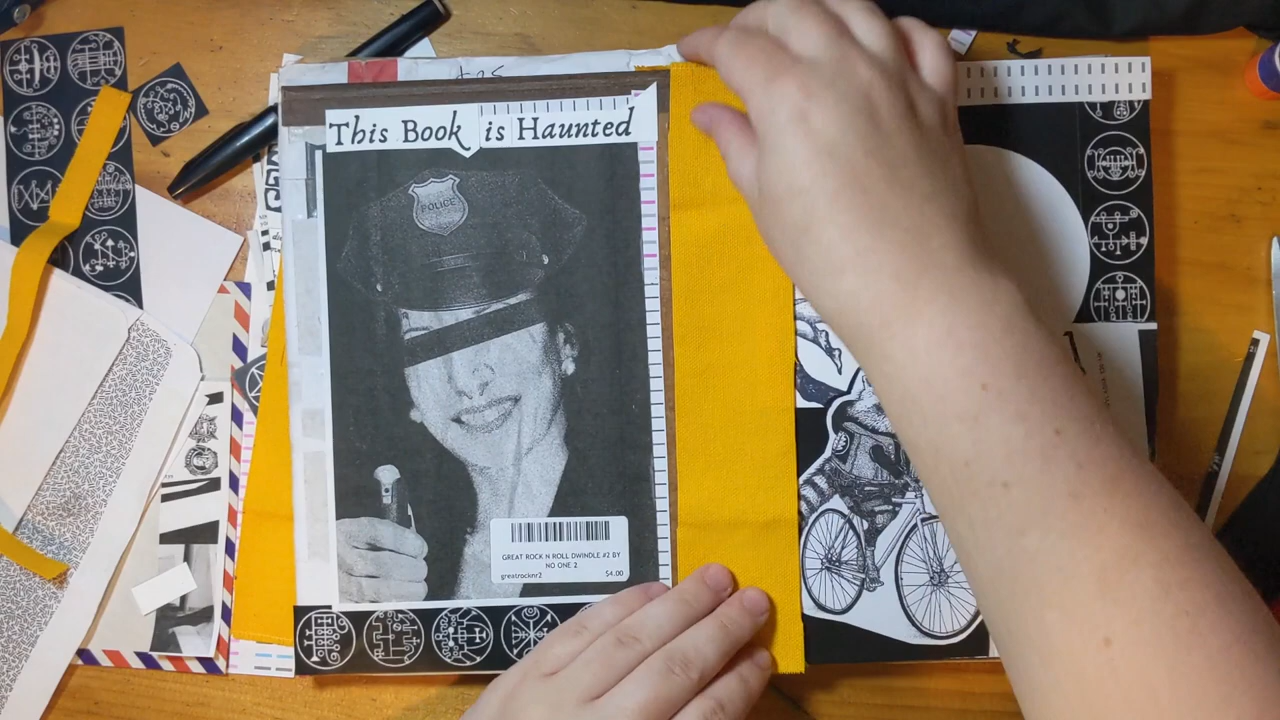 This Book is Haunted
POLICE
GREAT ROCK N ROLL DWINDLE #2 BY
NO ONE 2
greatrocknr2 $4.00